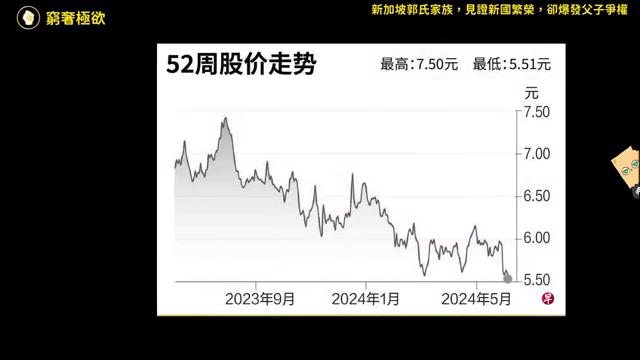 窮奢極欲
新加坡郭氏家族，見證新國繁榮，卻爆發父子爭權
52周股价走势
最高：7.50元 最低：5.51元
元
7.50
7.00
6.50
6.00
5.50
2023年9月 2024年1月 2024年5月
早